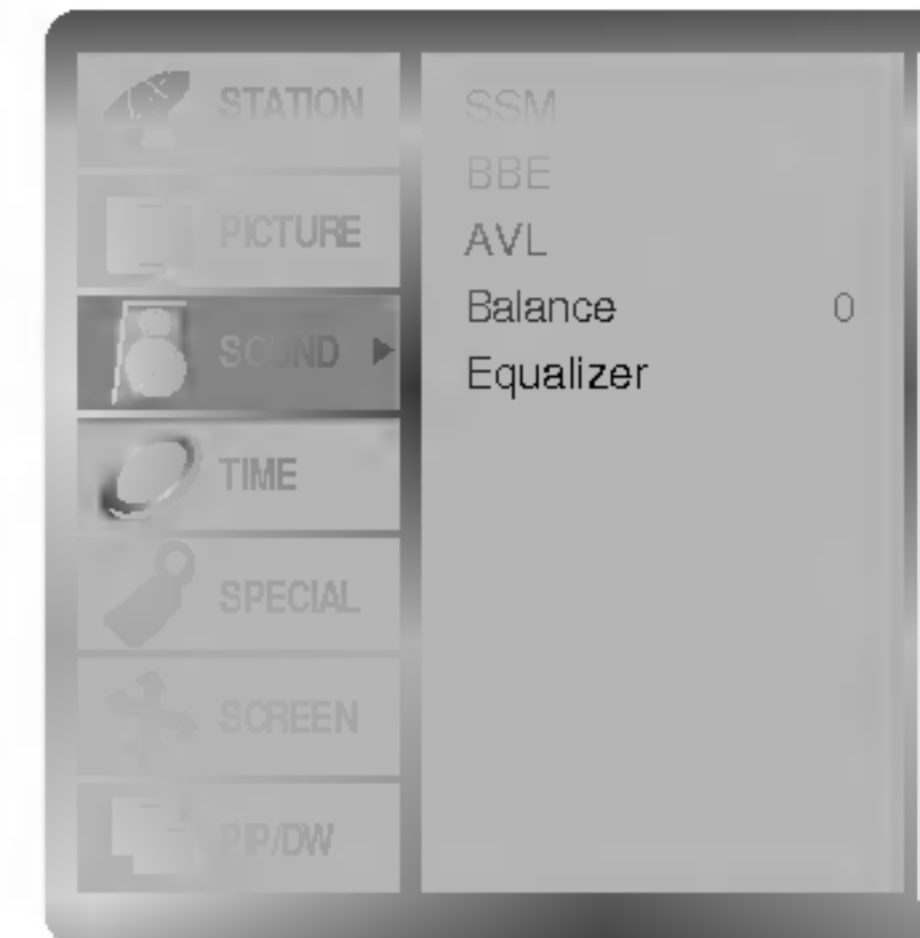 STATION
PICTURE
SOUND
TIME
SPECIAL
SCREEN
PIP/DW
SSM
BBE
AVL
Balance 0
Equalizer